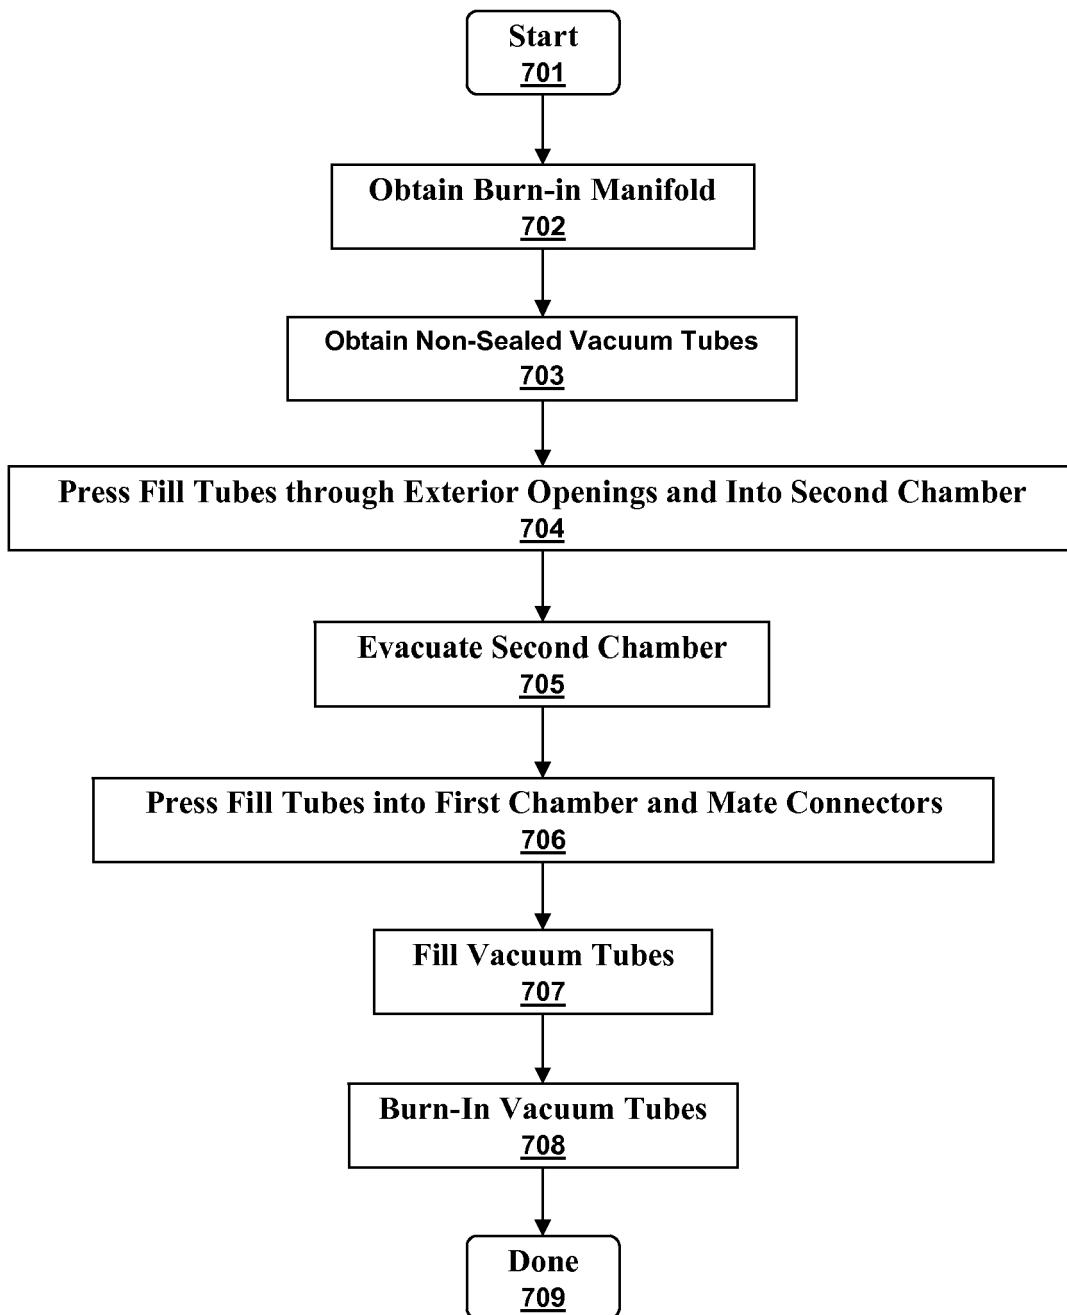 Start
701
Obtain Burn-in Manifold
702
Obtain Non-Sealed Vacuum Tubes
703
Press Fill Tubes through Exterior Openings and Into Second Chamber
704
Evacuate Second Chamber
705
Press Fill Tubes into First Chamber and Mate Connectors
706
Fill Vacuum Tubes
707
Burn-In Vacuum Tubes
708
Done
709